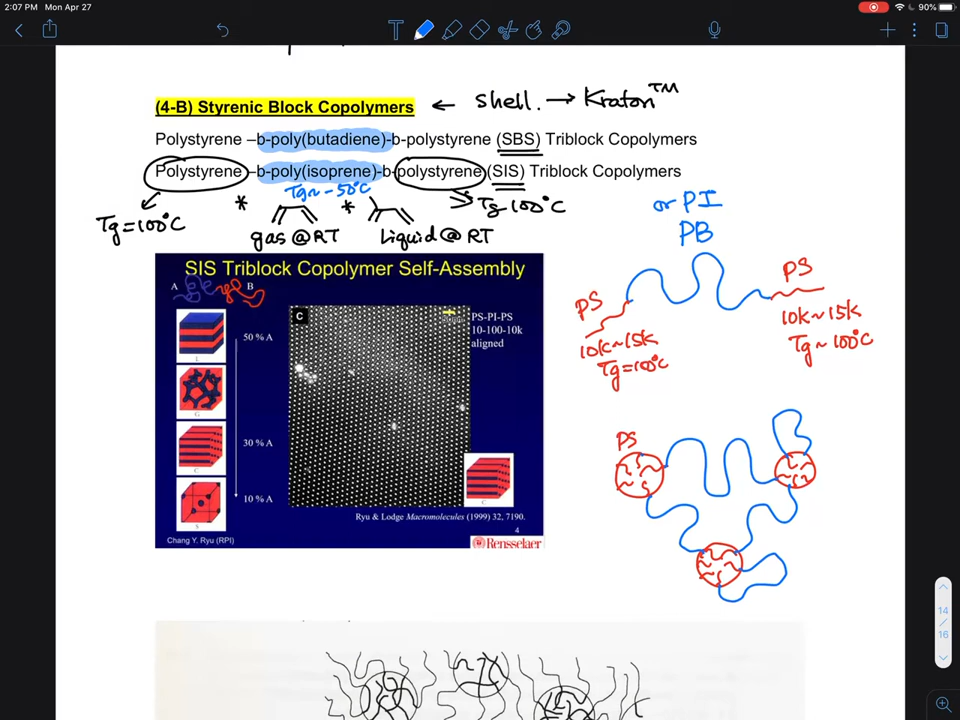 2:07 PM Mon Apr 27
90%
(4-B) Styrenic Block Copolymers ← shell. → Kraton™
Polystyrene –b-poly(butadiene)-b-polystyrene (SBS) Triblock Copolymers
Polystyrene –b-poly(isoprene)-b-polystyrene (SIS) Triblock Copolymers
Tg ~ -50°C
Tg=100°C
* *
Tg 100°C
gas @RT liquid@RT
or PI
PB
PS
PS
10k~15k
Tg=100°C
10k~15k
Tg~100°C
PS
SIS Triblock Copolymer Self-Assembly
A B
C
PS-PI-PS
10-100-10k
aligned
50 % A
L
G
30 % A
C
10 % A
S
C
Ryu & Lodge Macromolecules (1999) 32, 7190.
4
Chang Y. Ryu (RPI)
Rensselaer
14
/
16